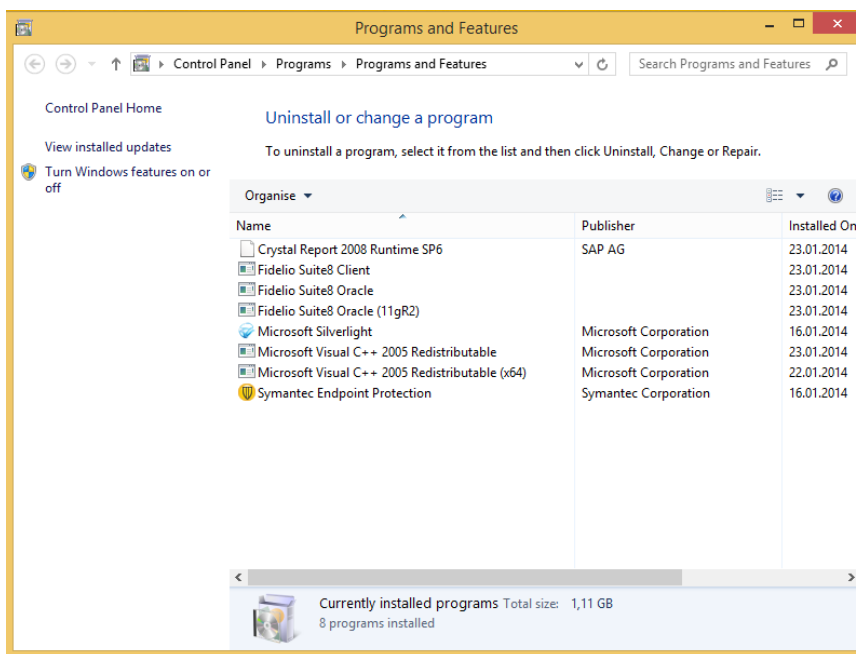 Programs and Features
Control Panel Programs Programs and Features Search Programs and Features
Control Panel Home
View installed updates
Turn Windows features on or
off
Uninstall or change a program
To uninstall a program, select it from the list and then click Uninstall, Change or Repair.
Organise
Name Publisher Installed On
Crystal Report 2008 Runtime SP6 SAP AG 23.01.2014
Fidelio Suite8 Client 23.01.2014
Fidelio Suite8 Oracle 23.01.2014
Fidelio Suite8 Oracle (11gR2) 23.01.2014
Microsoft Silverlight Microsoft Corporation 16.01.2014
Microsoft Visual C++ 2005 Redistributable Microsoft Corporation 23.01.2014
Microsoft Visual C++ 2005 Redistributable (x64) Microsoft Corporation 22.01.2014
Symantec Endpoint Protection Symantec Corporation 16.01.2014
Currently installed programs Total size: 1,11 GB
8 programs installed